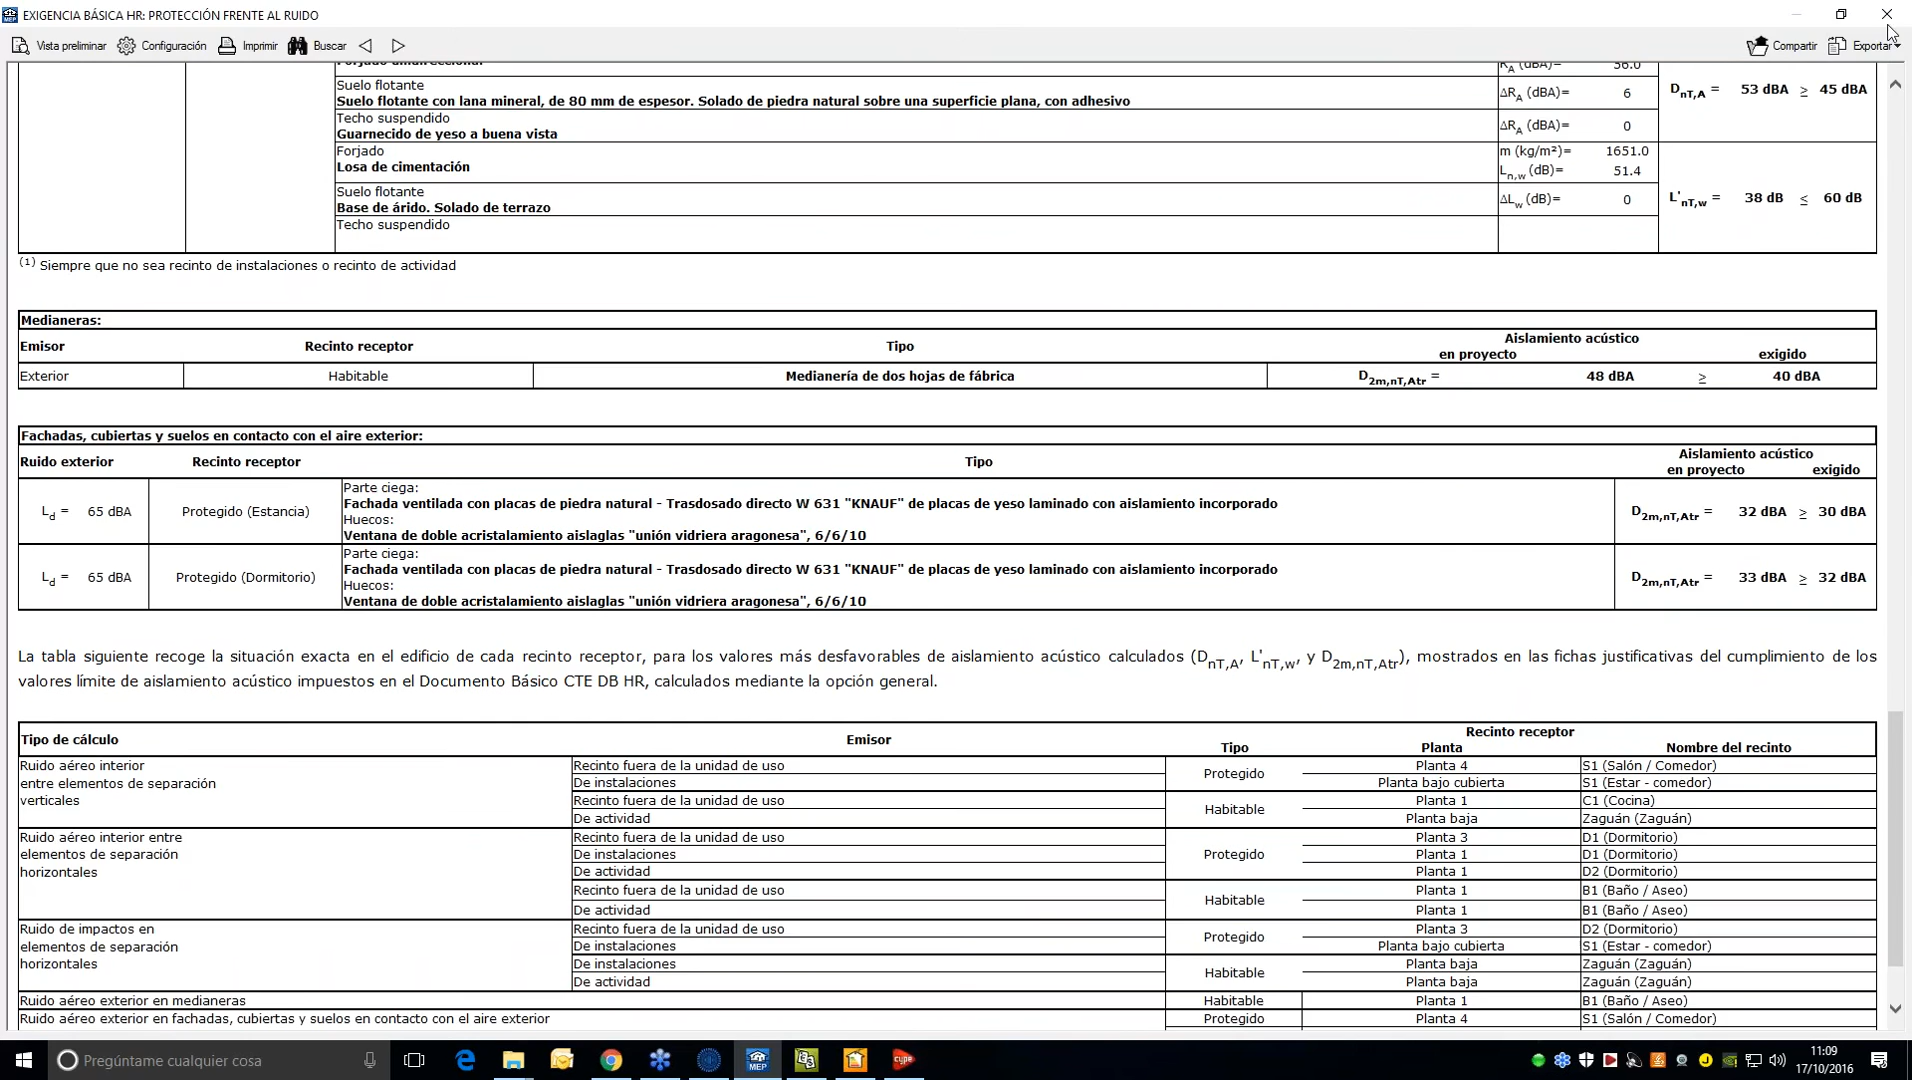 EXIGENCIA BÁSICA HR: PROTECCIÓN FRENTE AL RUIDO
Vista preliminar Configuración Imprimir Buscar Compartir Exportar
Forjado unidireccional RA (dBA)= 56.0
Suelo flotante
Suelo flotante con lana mineral, de 80 mm de espesor. Solado de piedra natural sobre una superficie plana, con adhesivo ΔRA (dBA)= 6 DnT,A = 53 dBA ≥ 45 dBA
Techo suspendido
Guarnecido de yeso a buena vista ΔRA (dBA)= 0
Forjado m (kg/m²)= 1651.0
Losa de cimentación Ln,w (dB)= 51.4
Suelo flotante
Base de árido. Solado de terrazo ΔLw (dB)= 0 L'nT,w = 38 dB ≤ 60 dB
Techo suspendido
(1) Siempre que no sea recinto de instalaciones o recinto de actividad
Medianeras:
Emisor Recinto receptor Tipo Aislamiento acústico
en proyecto exigido
Exterior Habitable Medianería de dos hojas de fábrica D2m,nT,Atr = 48 dBA ≥ 40 dBA
Fachadas, cubiertas y suelos en contacto con el aire exterior:
Ruido exterior Recinto receptor Tipo Aislamiento acústico
en proyecto exigido
Parte ciega:
Fachada ventilada con placas de piedra natural - Trasdosado directo W 631 "KNAUF" de placas de yeso laminado con aislamiento incorporado
Ld = 65 dBA Protegido (Estancia) Huecos: D2m,nT,Atr = 32 dBA ≥ 30 dBA
Ventana de doble acristalamiento aislaglas "unión vidriera aragonesa", 6/6/10
Parte ciega:
Fachada ventilada con placas de piedra natural - Trasdosado directo W 631 "KNAUF" de placas de yeso laminado con aislamiento incorporado
Ld = 65 dBA Protegido (Dormitorio) Huecos: D2m,nT,Atr = 33 dBA ≥ 32 dBA
Ventana de doble acristalamiento aislaglas "unión vidriera aragonesa", 6/6/10
La tabla siguiente recoge la situación exacta en el edificio de cada recinto receptor, para los valores más desfavorables de aislamiento acústico calculados (DnT,A, L'nT,w, y D2m,nT,Atr), mostrados en las fichas justificativas del cumplimiento de los
valores límite de aislamiento acústico impuestos en el Documento Básico CTE DB HR, calculados mediante la opción general.
Tipo de cálculo Emisor Recinto receptor
Tipo Planta Nombre del recinto
Ruido aéreo interior Recinto fuera de la unidad de uso Protegido Planta 4 S1 (Salón / Comedor)
entre elementos de separación De instalaciones Planta bajo cubierta S1 (Estar - comedor)
verticales Recinto fuera de la unidad de uso Habitable Planta 1 C1 (Cocina)
De actividad Planta baja Zaguán (Zaguán)
Ruido aéreo interior entre Recinto fuera de la unidad de uso Planta 3 D1 (Dormitorio)
elementos de separación De instalaciones Protegido Planta 1 D1 (Dormitorio)
horizontales De actividad Planta 1 D2 (Dormitorio)
Recinto fuera de la unidad de uso Habitable Planta 1 B1 (Baño / Aseo)
De actividad Planta 1 B1 (Baño / Aseo)
Ruido de impactos en Recinto fuera de la unidad de uso Protegido Planta 3 D2 (Dormitorio)
elementos de separación De instalaciones Planta bajo cubierta S1 (Estar - comedor)
horizontales De instalaciones Habitable Planta baja Zaguán (Zaguán)
De actividad Planta baja Zaguán (Zaguán)
Ruido aéreo exterior en medianeras Habitable Planta 1 B1 (Baño / Aseo)
Ruido aéreo exterior en fachadas, cubiertas y suelos en contacto con el aire exterior Protegido Planta 4 S1 (Salón / Comedor)
Pregúntame cualquier cosa MEP cype 11:09
17/10/2016